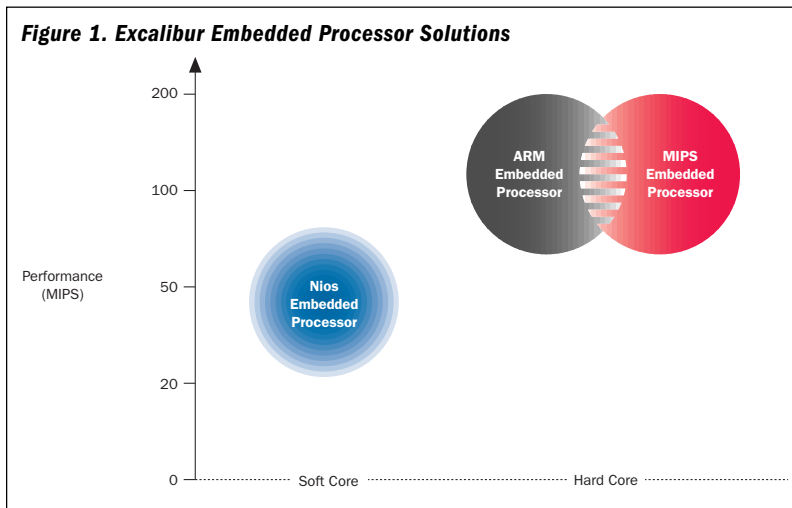 Figure 1. Excalibur Embedded Processor Solutions
200
100
50
20
0
Performance
(MIPS)
Nios
Embedded
Processor
ARM
Embedded
Processor
MIPS
Embedded
Processor
Soft Core
Hard Core